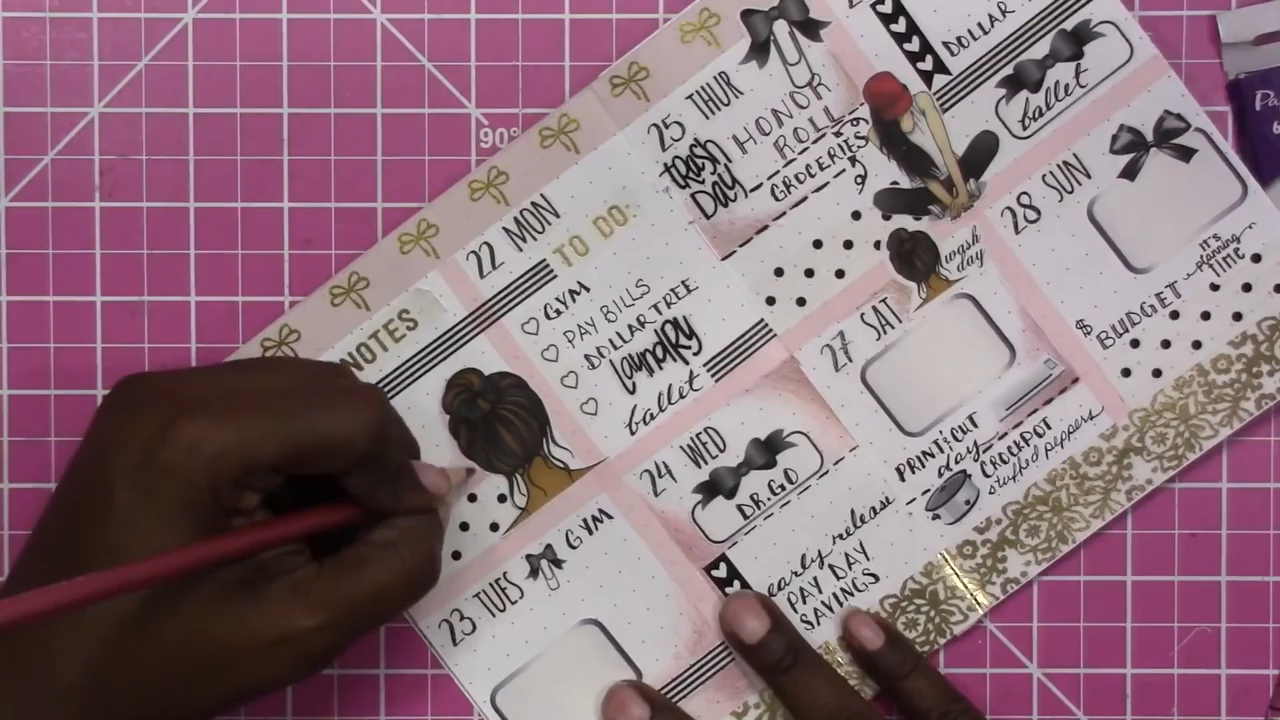 90°
NOTES
22 MON
TO DO:
GYM
PAY BILLS
DOLLAR TREE
laundry
ballet
23 TUES
GYM
24 WED
DR. GO
early release
PAY DAY
SAVINGS
25 THUR
HONOR
ROLL
trash
DAY
GROCERIES
DOLLAR
ballet
27 SAT
wash
day
PRINT & CUT
day
CROCKPOT
stuffed peppers
28 SUN
IT'S
planning
TIME
$ BUDGET